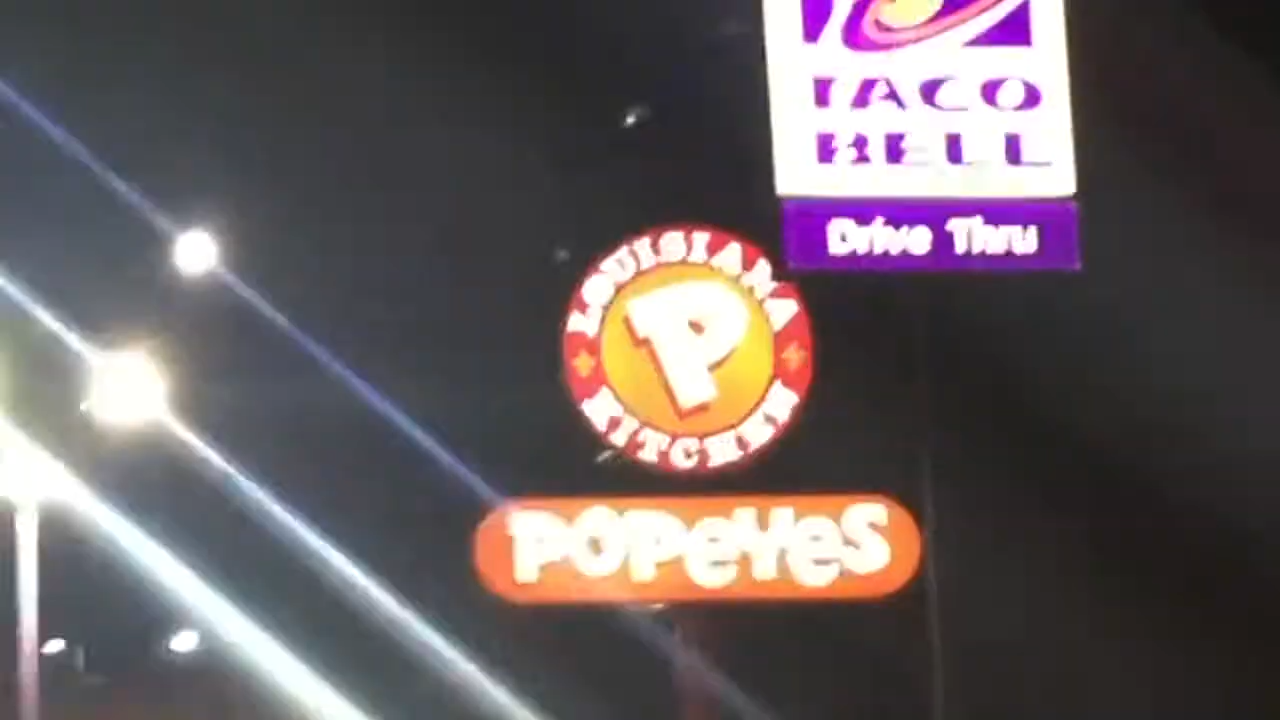 TACO
BELL
Drive Thru
LOUISIANA
P
KITCHEN
POPEYES